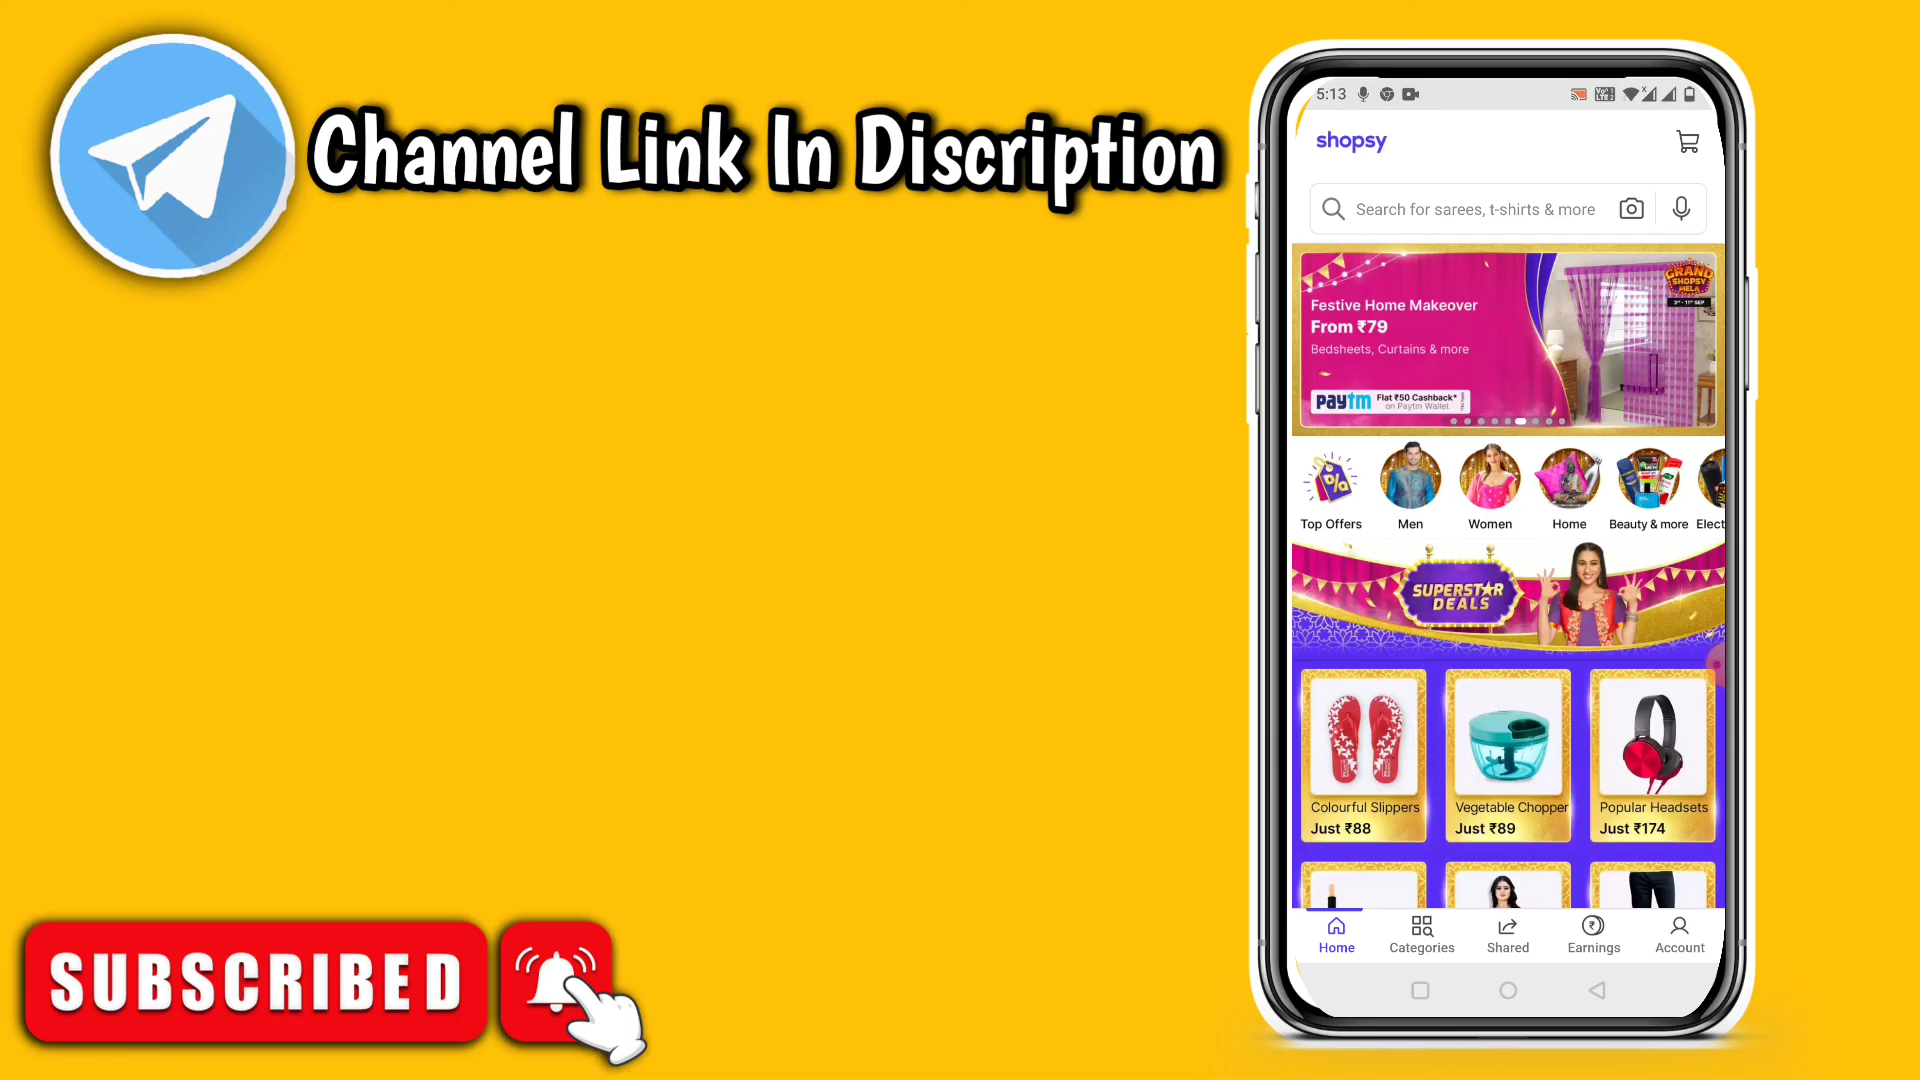 Channel Link In Discription
5:13
shopsy
Search for sarees, t-shirts & more
GRAND
SHOPSY
MELA
3rd - 11th SEP
Festive Home Makeover
From ₹79
Bedsheets, Curtains & more
paytm
Flat ₹50 Cashback*
on Paytm Wallet
Top Offers
Men
Women
Home
Beauty & more
Elect
SUPERSTAR
DEALS
Colourful Slippers
Just ₹88
Vegetable Chopper
Just ₹89
Popular Headsets
Just ₹174
Home
Categories
Shared
Earnings
Account
SUBSCRIBED